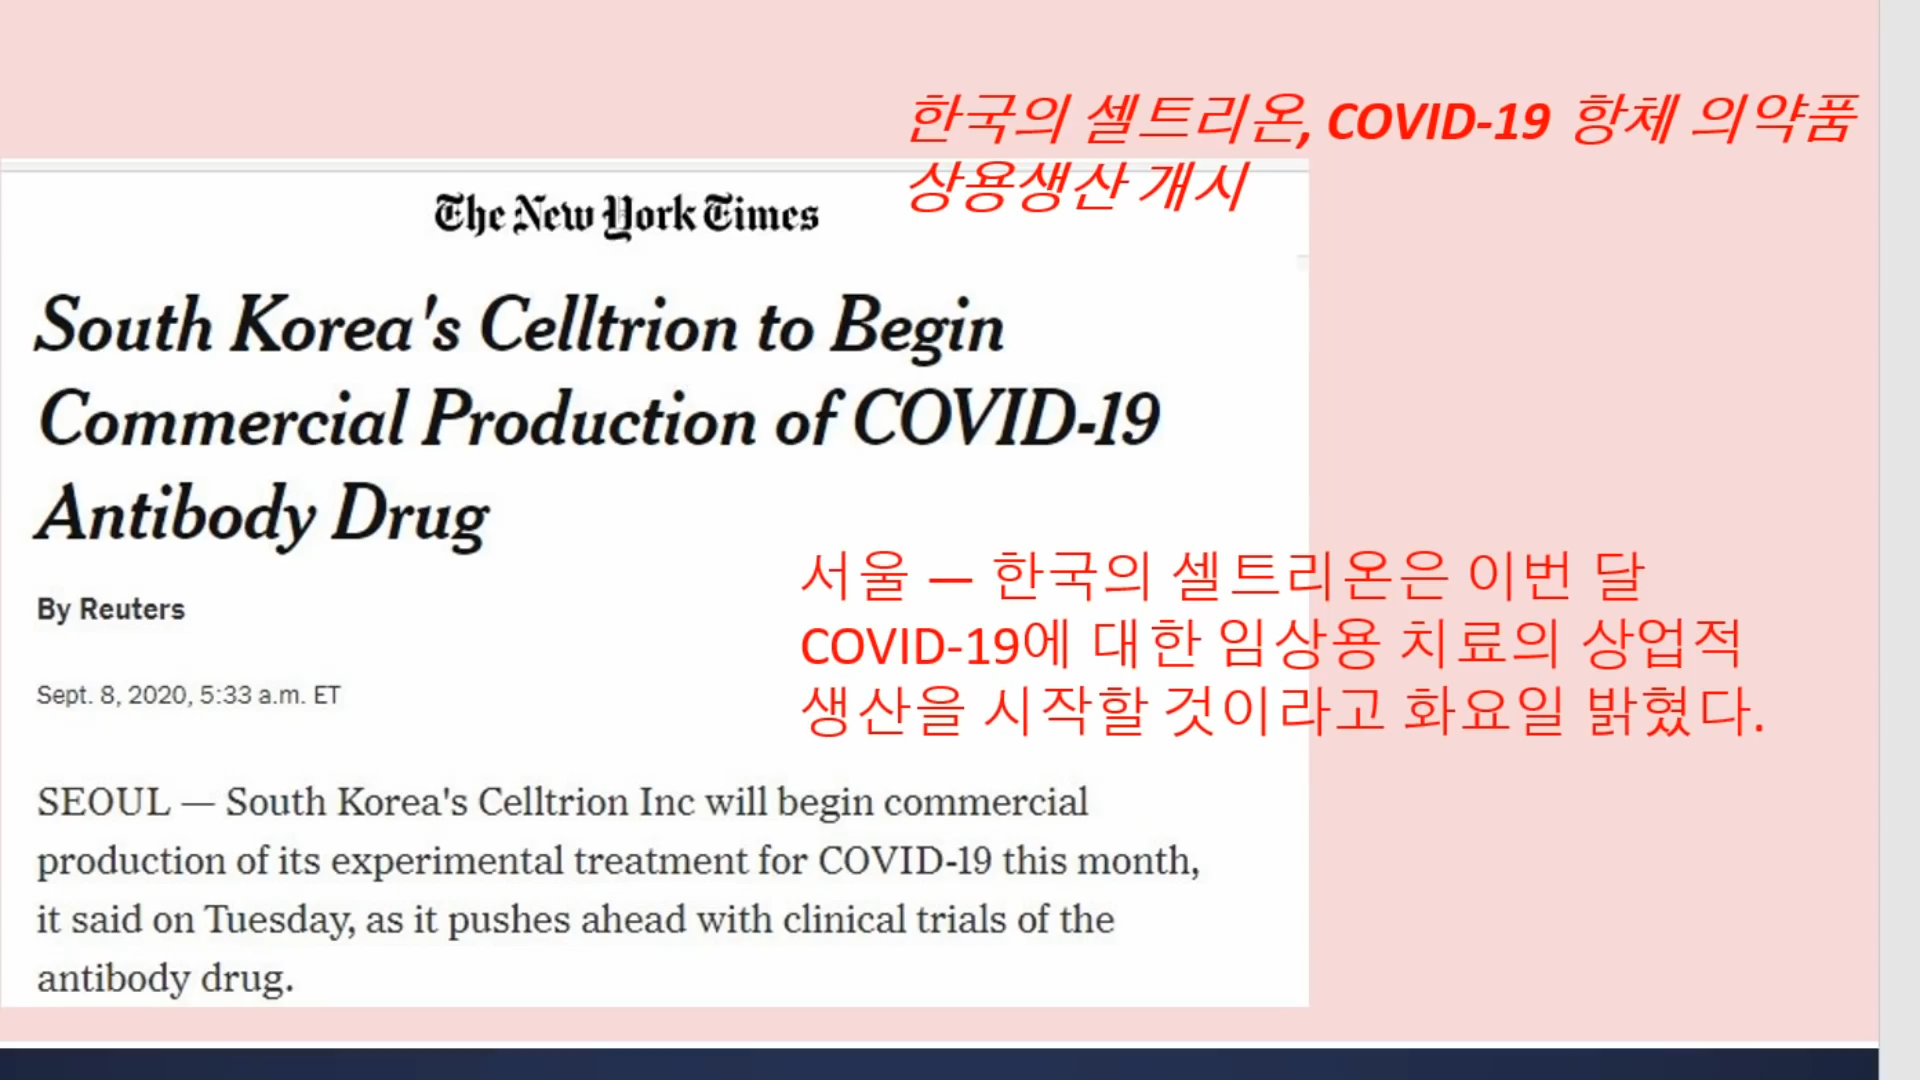 한국의 셀트리온, COVID-19 항체 의약품
상용생산 개시
The New York Times
South Korea's Celltrion to Begin
Commercial Production of COVID-19
Antibody Drug
By Reuters
Sept. 8, 2020, 5:33 a.m. ET
서울 — 한국의 셀트리온은 이번 달
COVID-19에 대한 임상용 치료의 상업적
생산을 시작할 것이라고 화요일 밝혔다.
SEOUL — South Korea's Celltrion Inc will begin commercial
production of its experimental treatment for COVID-19 this month,
it said on Tuesday, as it pushes ahead with clinical trials of the
antibody drug.